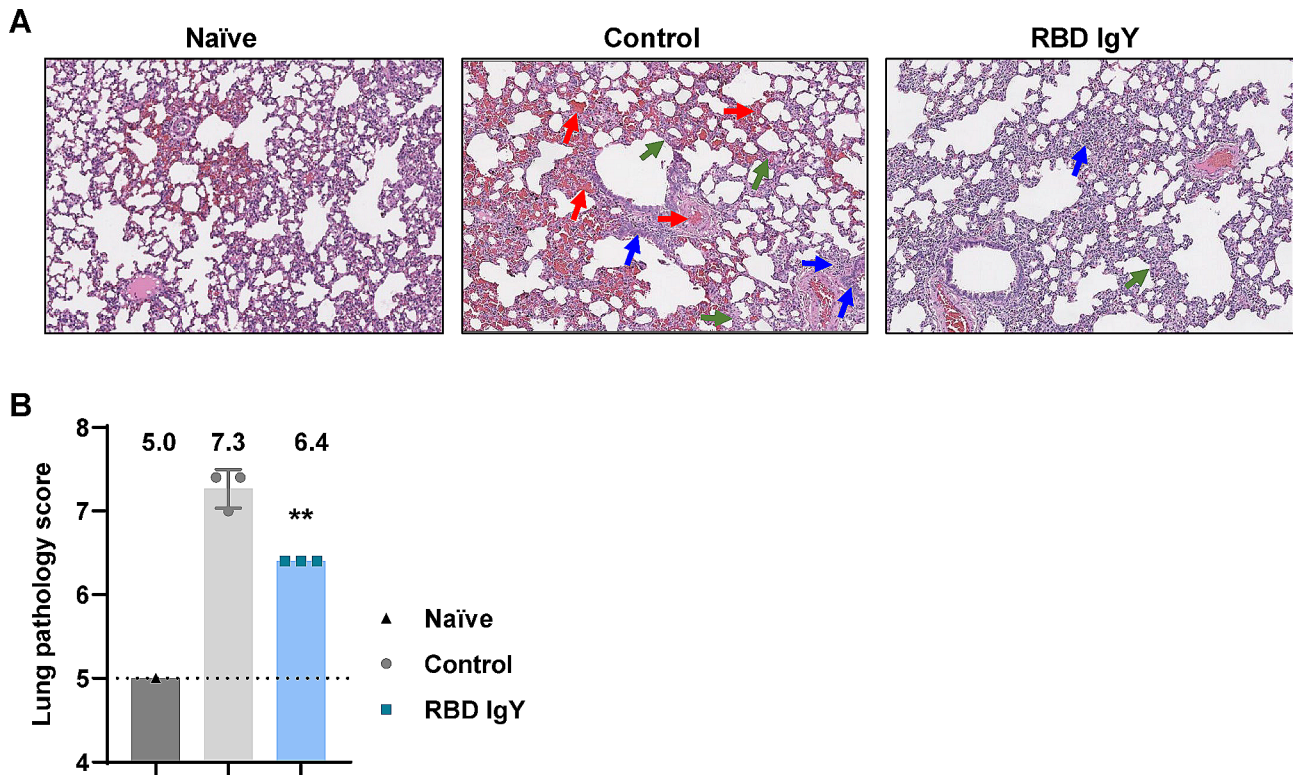 A
Naïve
Control
RBD IgY
B
8
7
6
5
4
Lung pathology score
5.0
7.3
6.4
**
Naïve
Control
RBD IgY